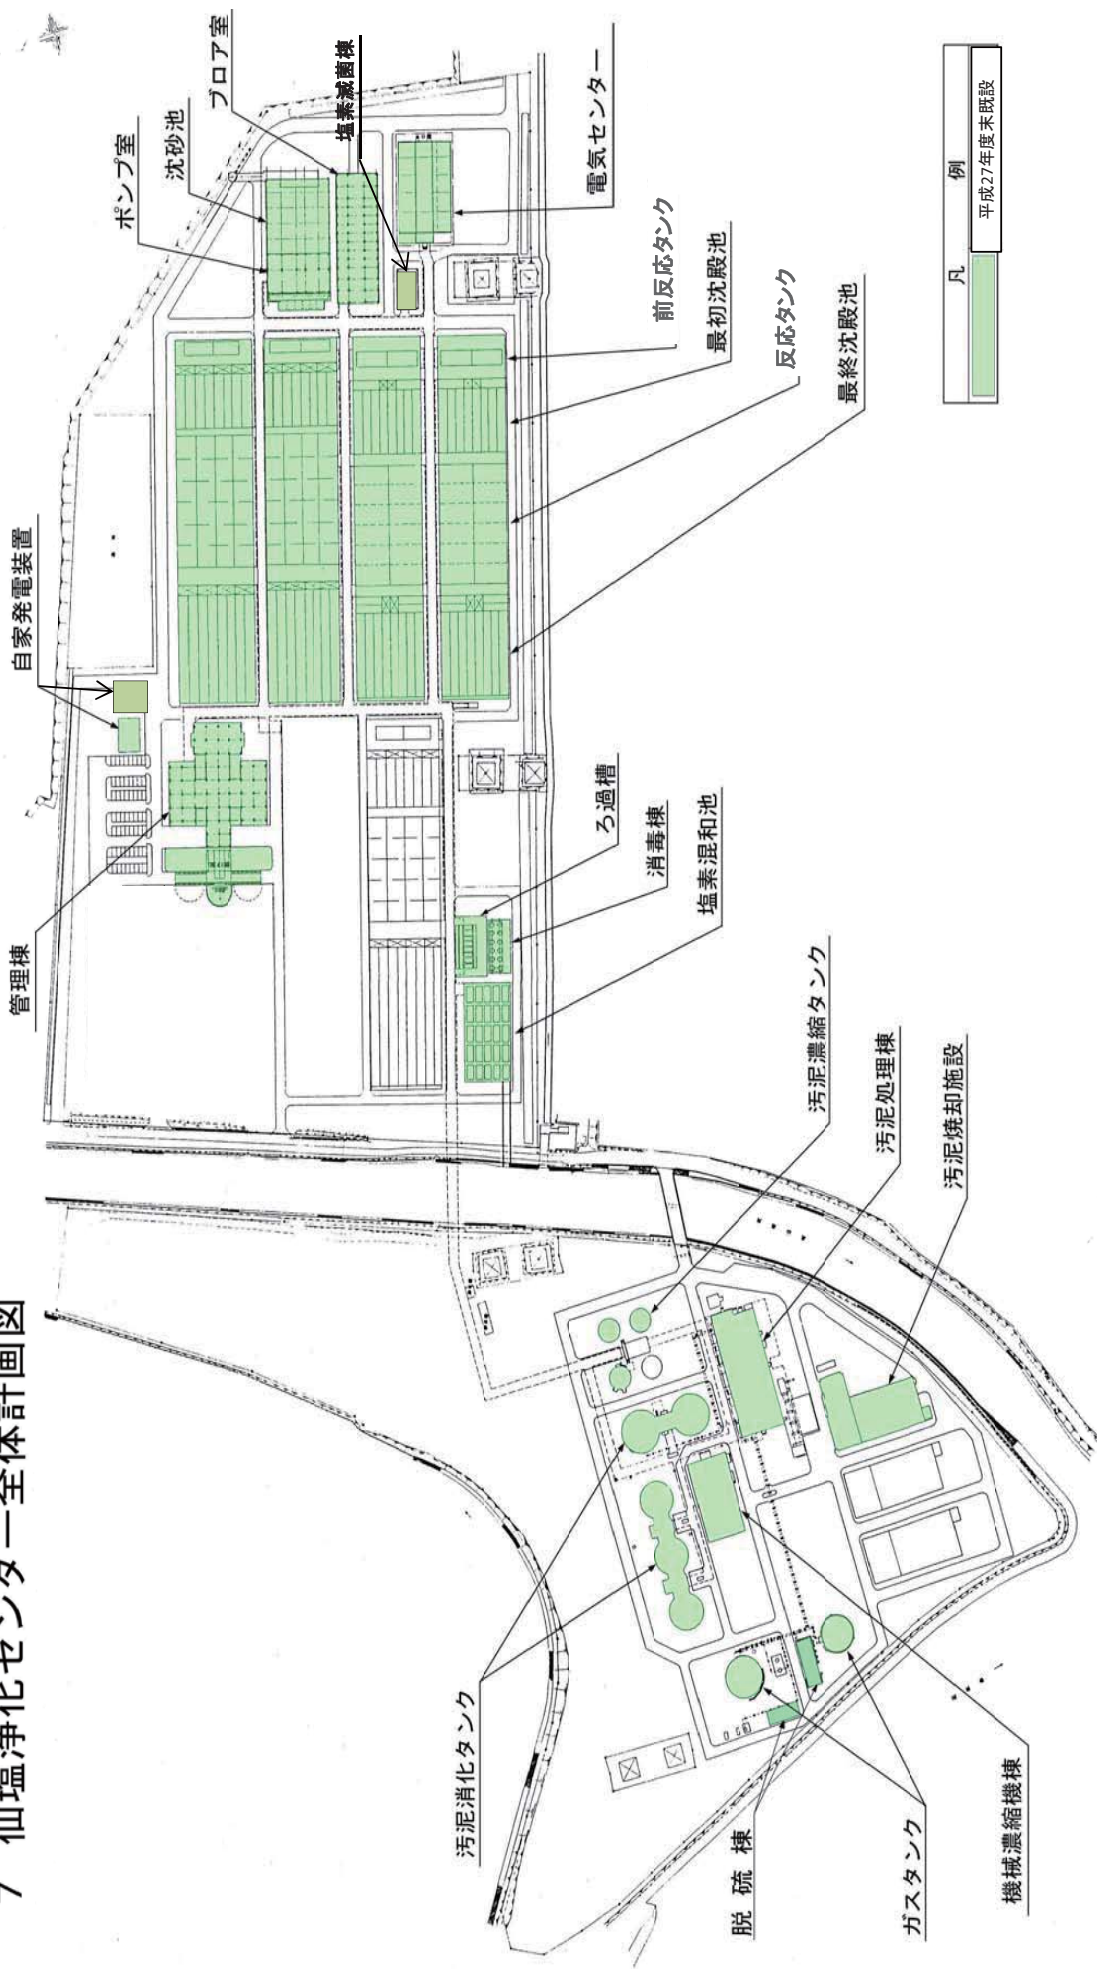 7 仙塩浄化センター全体計画図
管理棟
自家発電装置
ポンプ室
沈砂池
ブロア室
塩素滅菌棟
電気センター
前反応タンク
最初沈殿池
反応タンク
最終沈殿池
ろ過槽
消毒棟
塩素混和池
汚泥濃縮タンク
汚泥処理棟
汚泥焼却施設
汚泥消化タンク
脱硫棟
ガスタンク
機械濃縮機棟
凡 例
平成27年度末既設